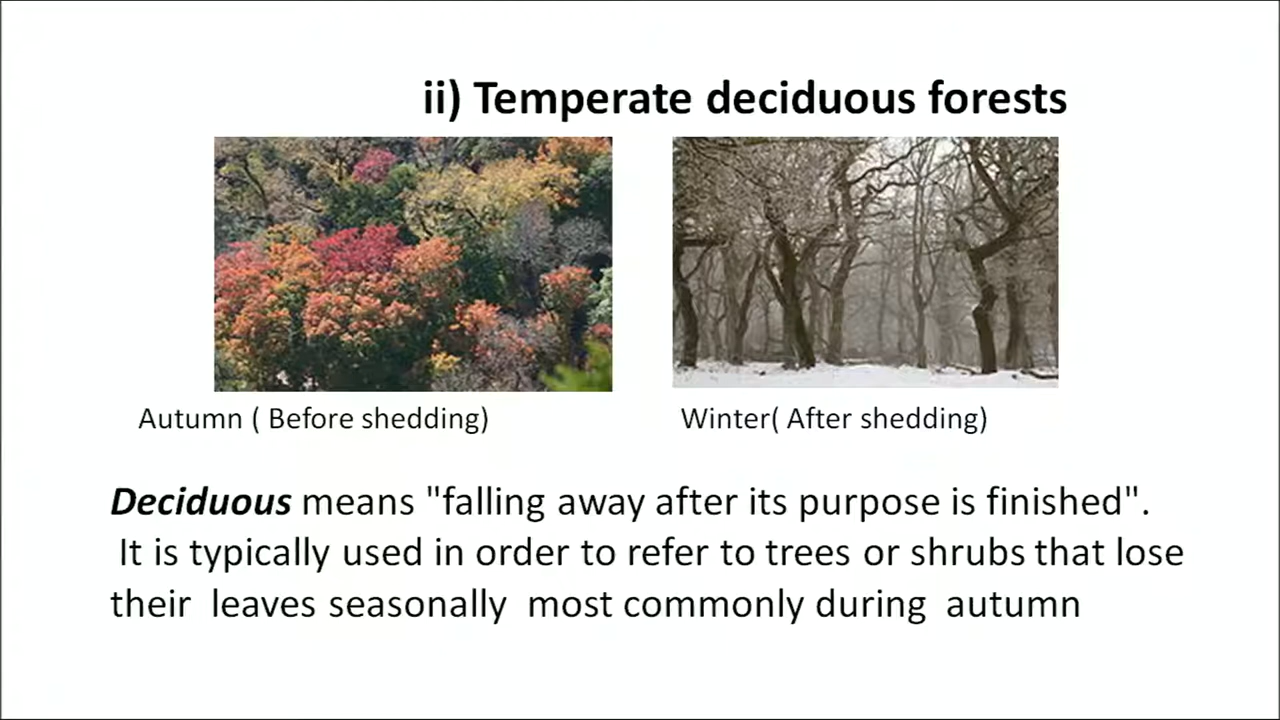 ii) Temperate deciduous forests
Autumn ( Before shedding)
Winter( After shedding)
Deciduous means "falling away after its purpose is finished".
It is typically used in order to refer to trees or shrubs that lose
their leaves seasonally most commonly during autumn